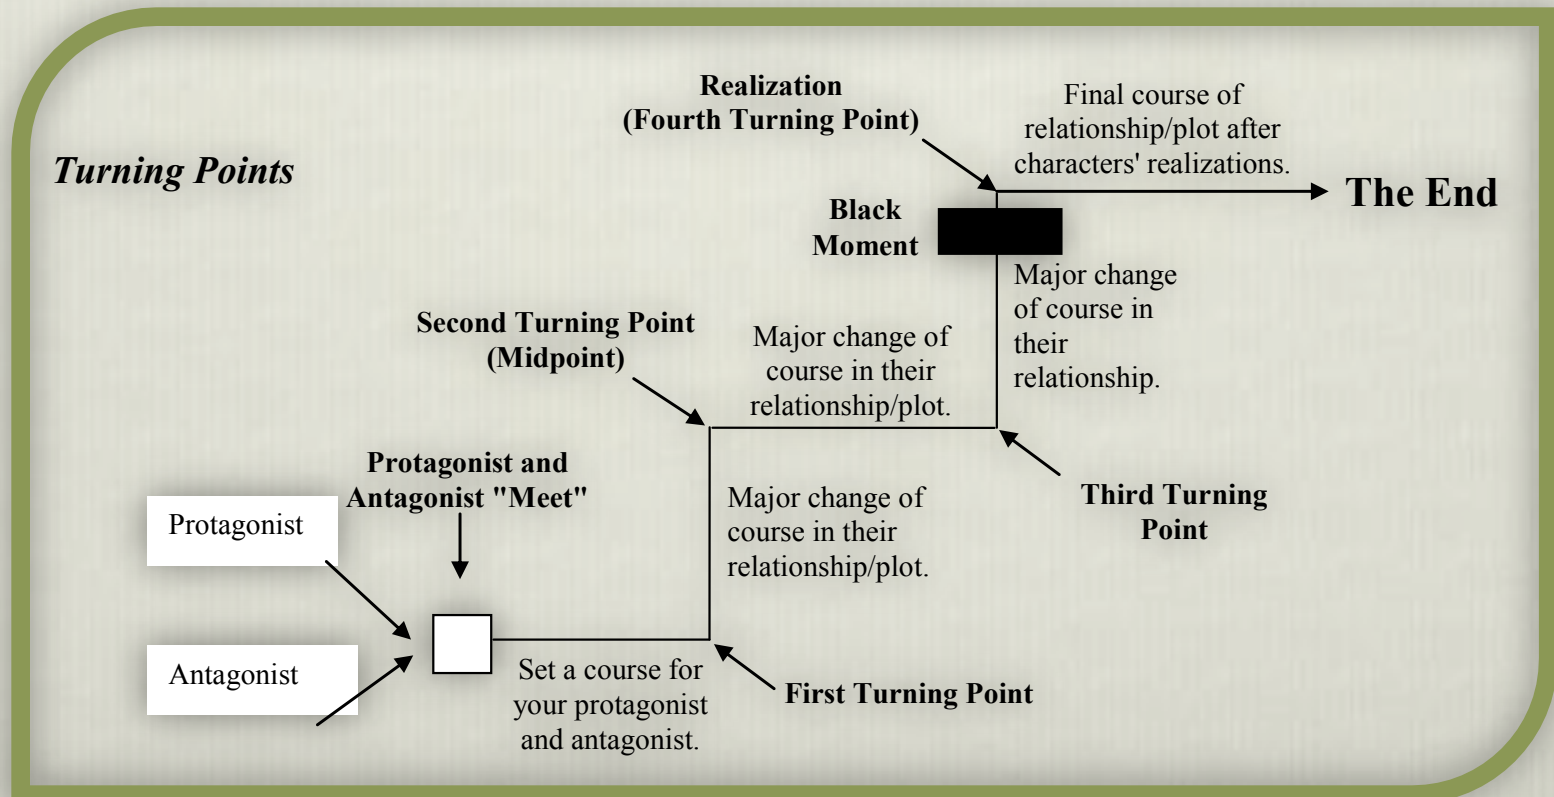 Turning Points
Realization
(Fourth Turning Point)
Final course of
relationship/plot after
characters' realizations.
The End
Black
Moment
Major change
of course in
their
relationship.
Second Turning Point
(Midpoint)
Major change of
course in their
relationship/plot.
Third Turning
Point
Protagonist and
Antagonist "Meet"
Major change of
course in their
relationship/plot.
Protagonist
Antagonist
Set a course for
your protagonist
and antagonist.
First Turning Point